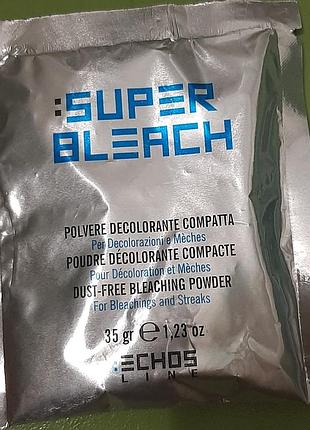 :SUPER
BLEACH
POLVERE DECOLORANTE COMPATTA
Per Decolorazioni e Mèches
POUDRE DÉCOLORANTE COMPACTE
Pour Décoloration et Mèches
DUST-FREE BLEACHING POWDER
For Bleachings and Streaks
35 gr ℮ 1,23 oz
:ECHOS
LINE